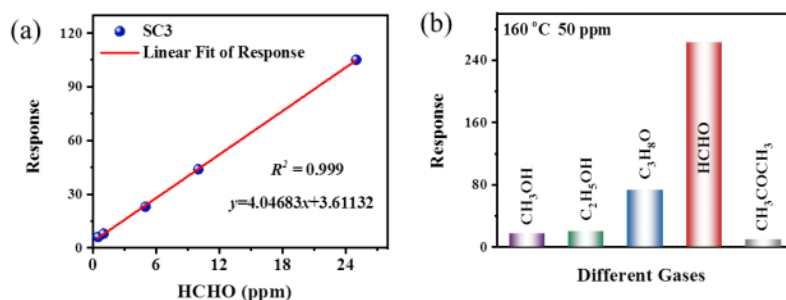 (a)
SC3
Linear Fit of Response
R² = 0.999
y=4.04683x+3.61132
Response
120
90
60
30
0
0 6 12 18 24
HCHO (ppm)
(b)
160 °C 50 ppm
Response
240
160
80
0
CH₃OH
C₂H₅OH
C₃H₈O
HCHO
CH₃COCH₃
Different Gases